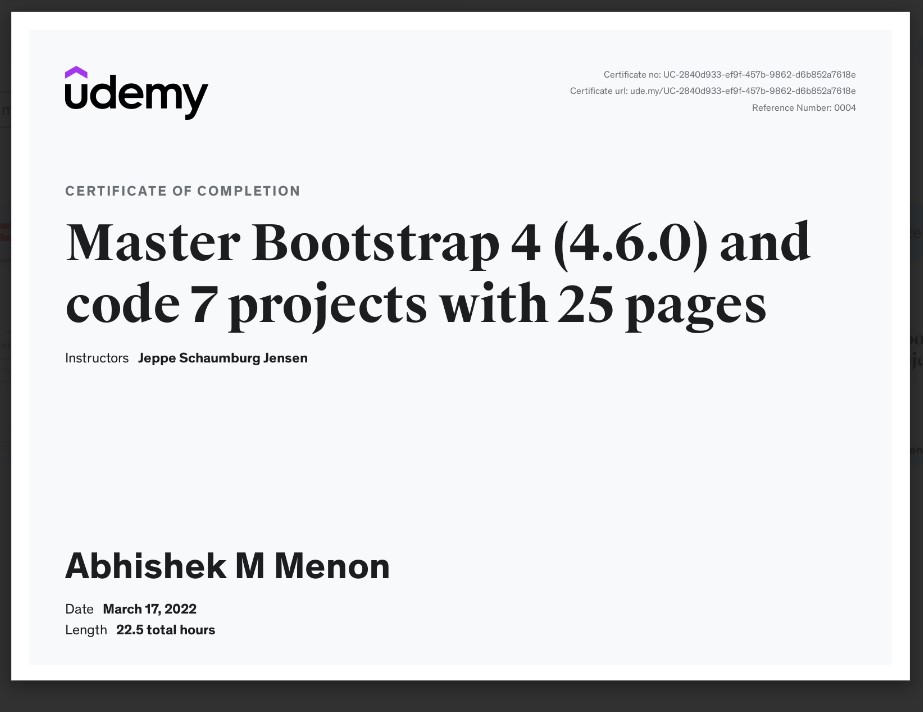 udemy
Certificate no: UC-2840d933-ef9f-457b-9862-d6b852a7618e
Certificate url: ude.my/UC-2840d933-ef9f-457b-9862-d6b852a7618e
Reference Number: 0004
CERTIFICATE OF COMPLETION
Master Bootstrap 4 (4.6.0) and
code 7 projects with 25 pages
Instructors Jeppe Schaumburg Jensen
Abhishek M Menon
Date March 17, 2022
Length 22.5 total hours